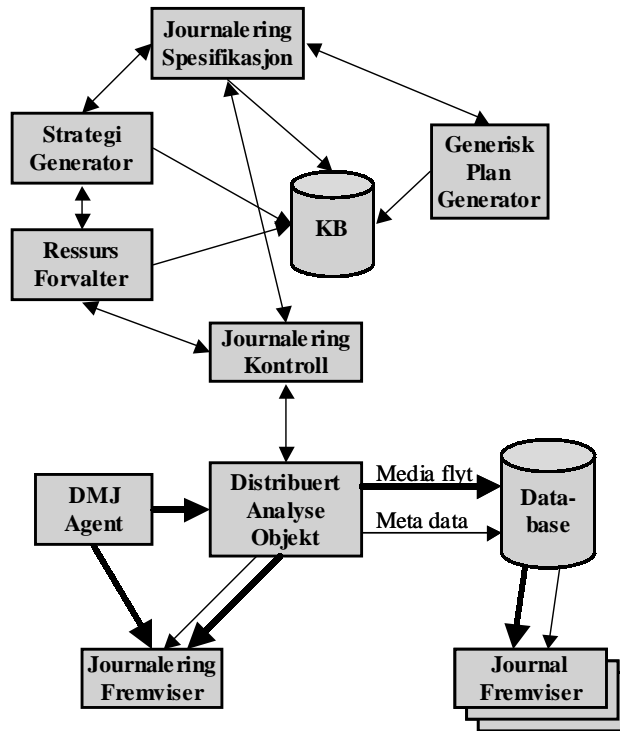 Journalering
Spesifikasjon
Strategi
Generator
Generisk
Plan
Generator
KB
Ressurs
Forvalter
Journalering
Kontroll
DMJ
Agent
Distribuert
Analyse
Objekt
Media flyt
Meta data
Data-
base
Journalering
Fremviser
Journal
Fremviser